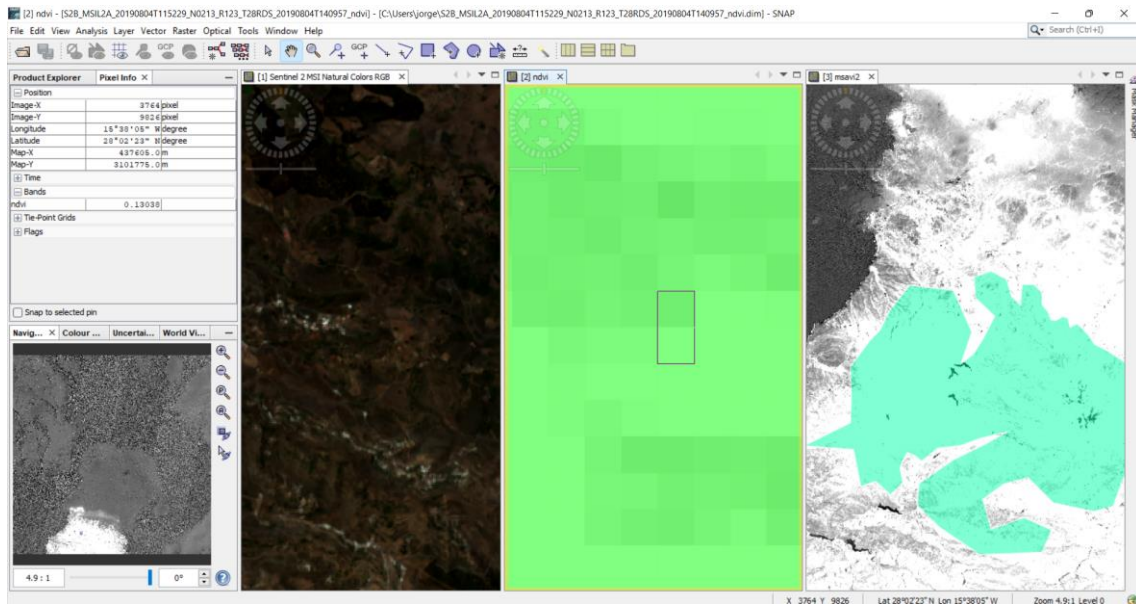 [2] ndvi - [S2B_MSIL2A_20190804T115229_N0213_R123_T28RDS_20190804T140957_ndvi] - [C:\Users\jorge\S2B_MSIL2A_20190804T115229_N0213_R123_T28RDS_20190804T140957_ndvi.dim] - SNAP
File Edit View Analysis Layer Vector Raster Optical Tools Window Help
Search (Ctrl+I)
GCP GCP
Product Explorer Pixel Info
Position
Image-X 3764 pixel
Image-Y 9826 pixel
Longitude 15°38'05" W degree
Latitude 28°02'23" N degree
Map-X 437605.0 m
Map-Y 3101775.0 m
Time
Bands
ndvi 0.13038
Tie-Point Grids
Flags
Snap to selected pin
Navig... Colour ... Uncertai... World Vi...
4.9 : 1 0°
[1] Sentinel 2 MSI Natural Colors RGB
[2] ndvi
[3] msavi2
Mask Manager
X 3764 Y 9826 Lat 28°02'23" N Lon 15°38'05" W Zoom 4.9:1 Level 0